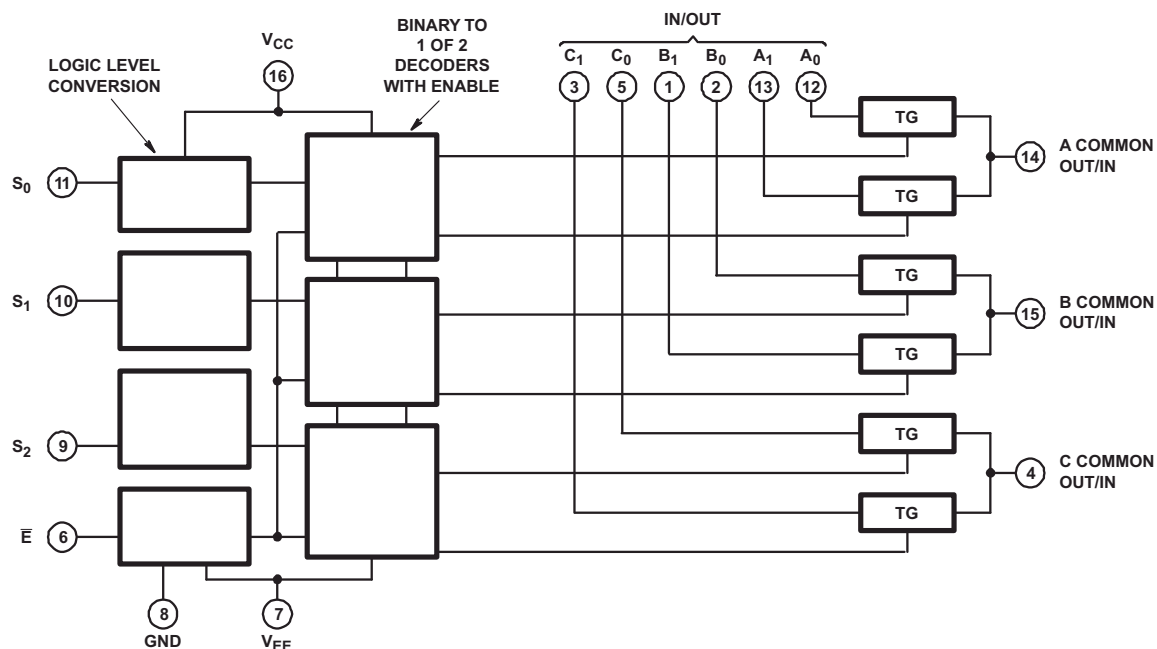 IN/OUT
V_CC
16
BINARY TO
1 OF 2
DECODERS
WITH ENABLE
LOGIC LEVEL
CONVERSION
C₁ C₀ B₁ B₀ A₁ A₀
3 5 1 2 13 12
TG
TG
14 A COMMON
OUT/IN
S₀ 11
TG
TG
15 B COMMON
OUT/IN
S₁ 10
TG
TG
4 C COMMON
OUT/IN
S₂ 9
E̅ 6
8
GND
7
V_EE